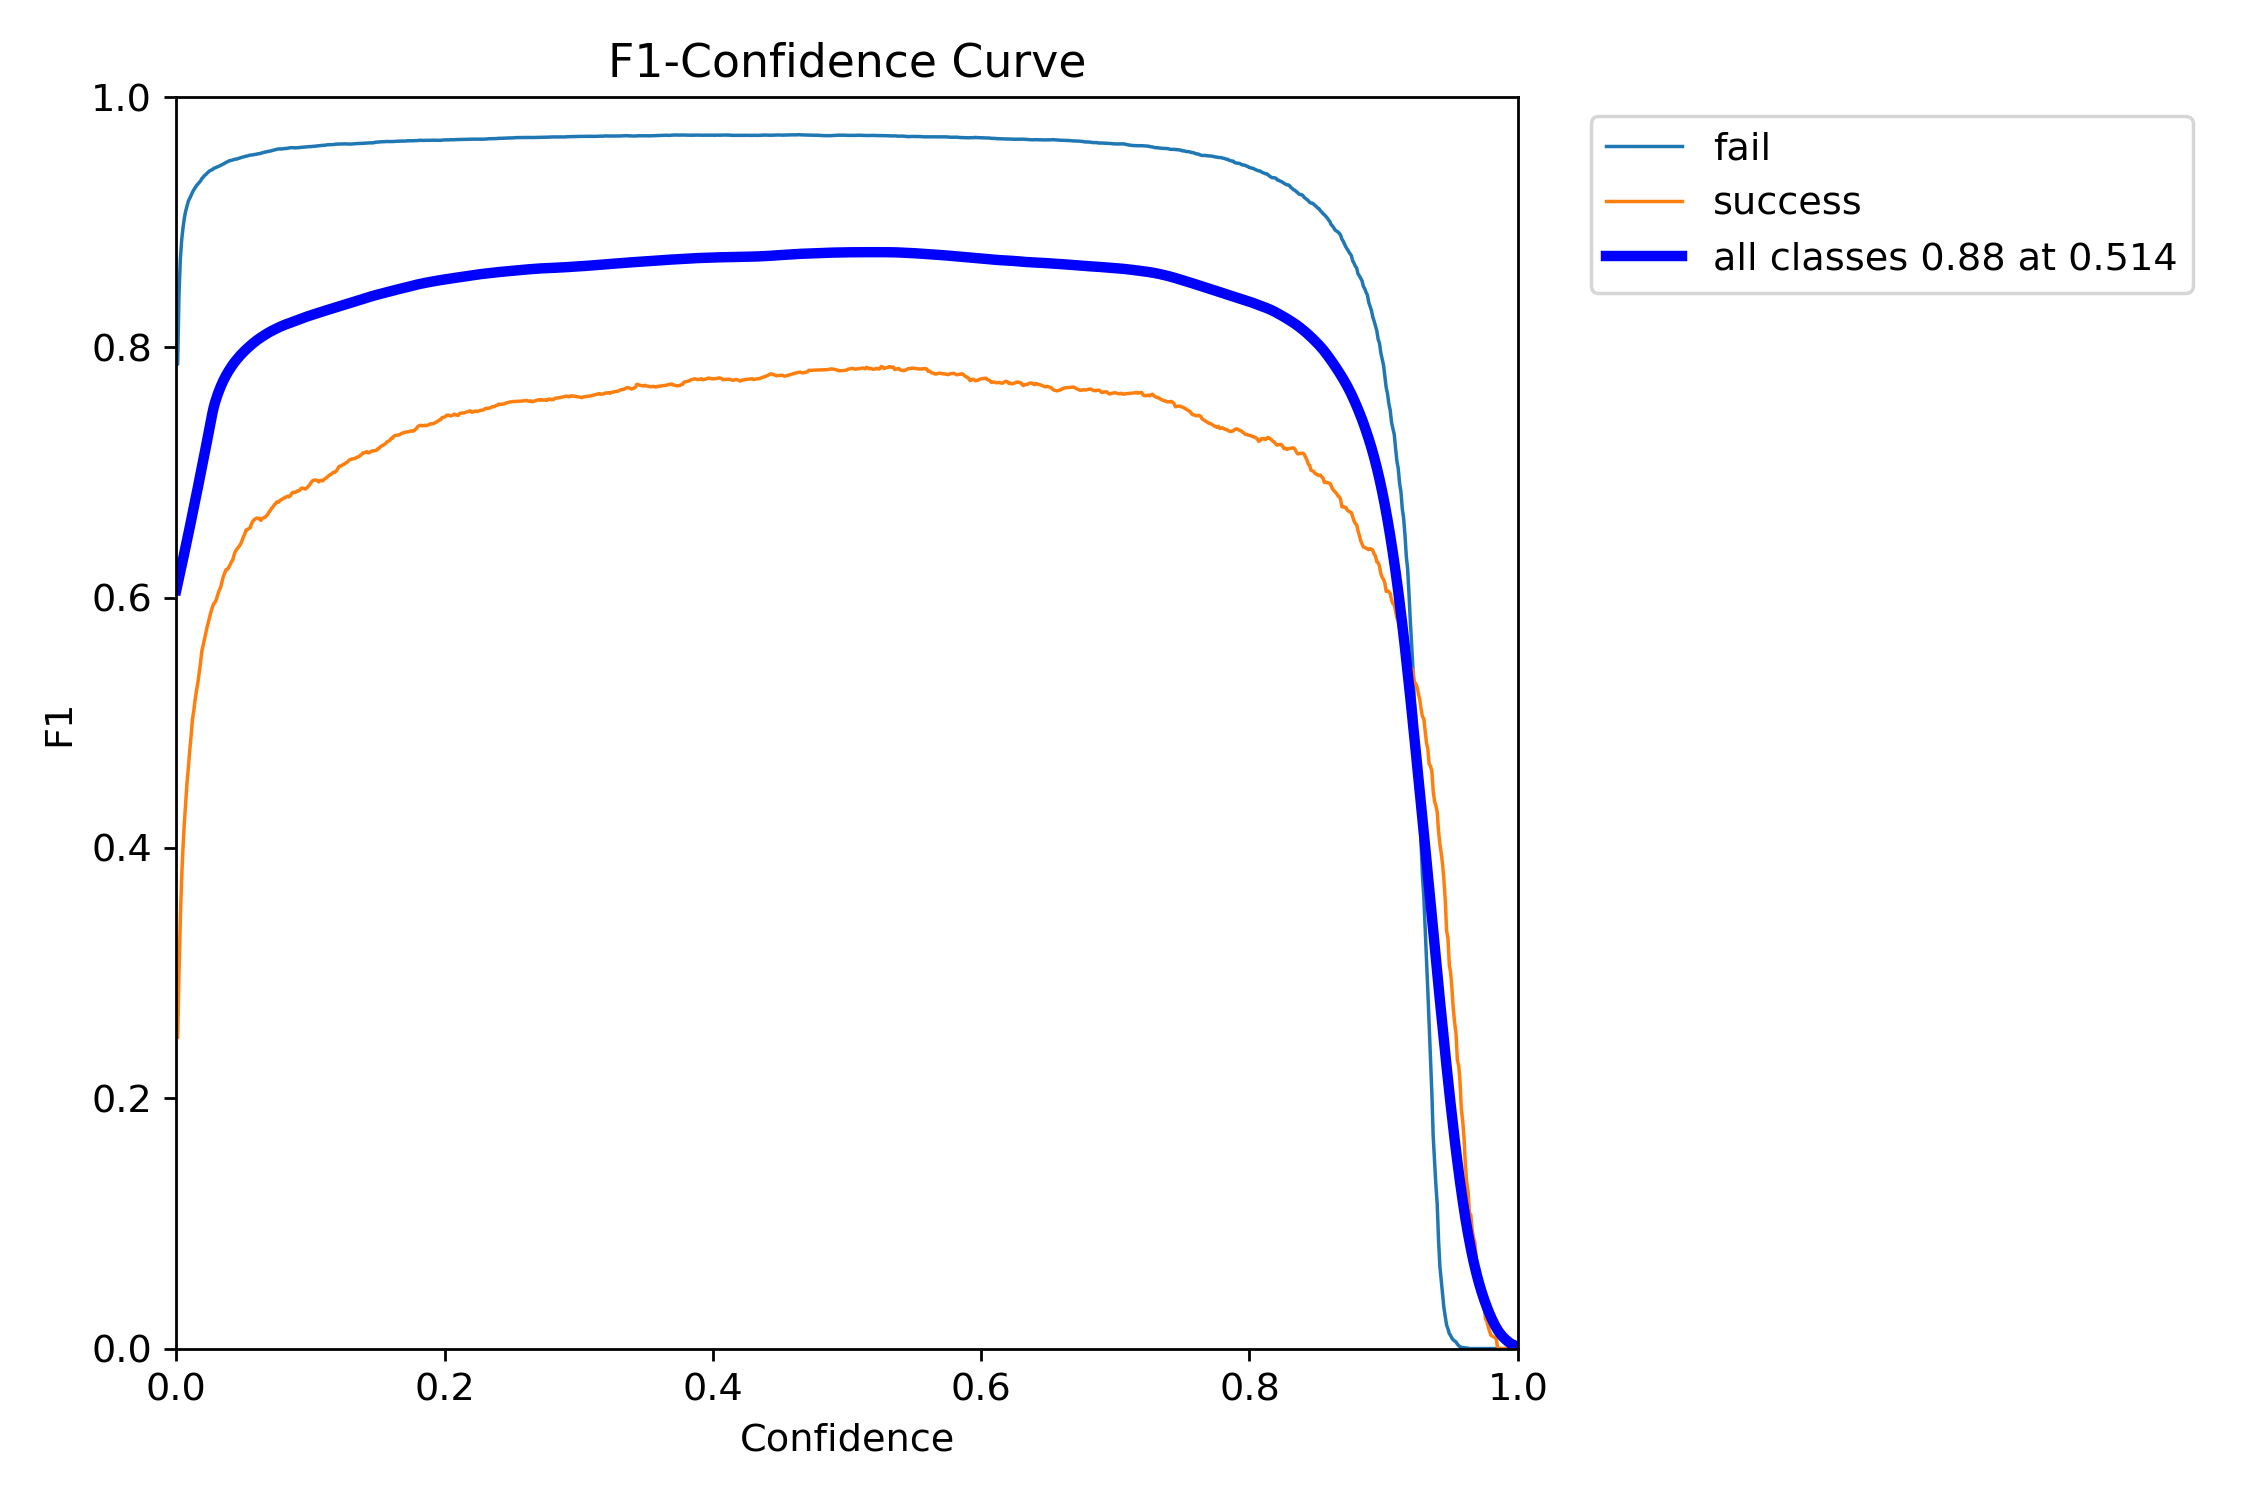 F1-Confidence Curve
1.0
0.8
0.6
0.4
0.2
0.0
F1
0.0 0.2 0.4 0.6 0.8 1.0
Confidence
fail
success
all classes 0.88 at 0.514